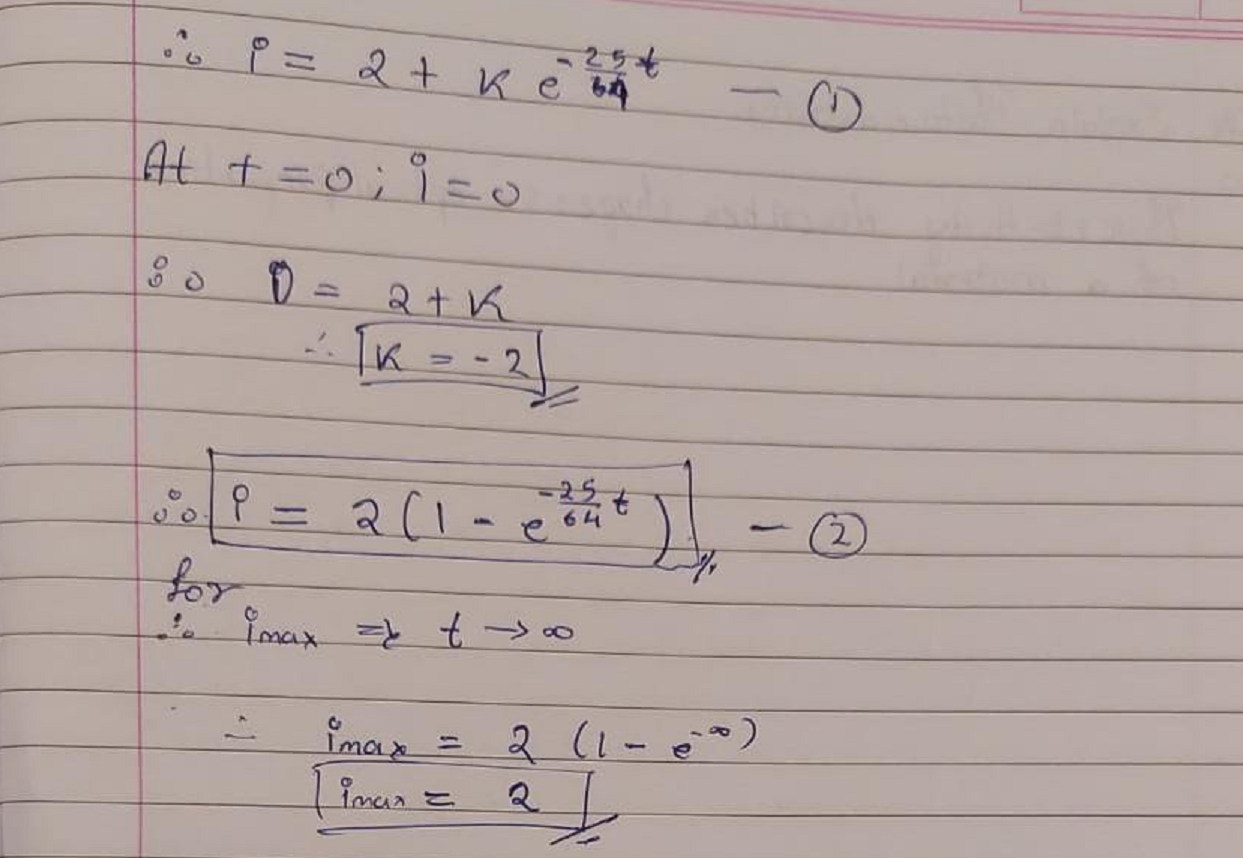 ∴ i = 2 + K e^{-25/64 t} — ①
At t = 0 ; i = 0
∴ 0 = 2 + K
∴ K = -2
∴ i = 2 ( 1 - e^{-25/64 t} ) — ②
for
∴ imax ⇒ t → ∞
∴ imax = 2 ( 1 - e^{-∞} )
imax = 2